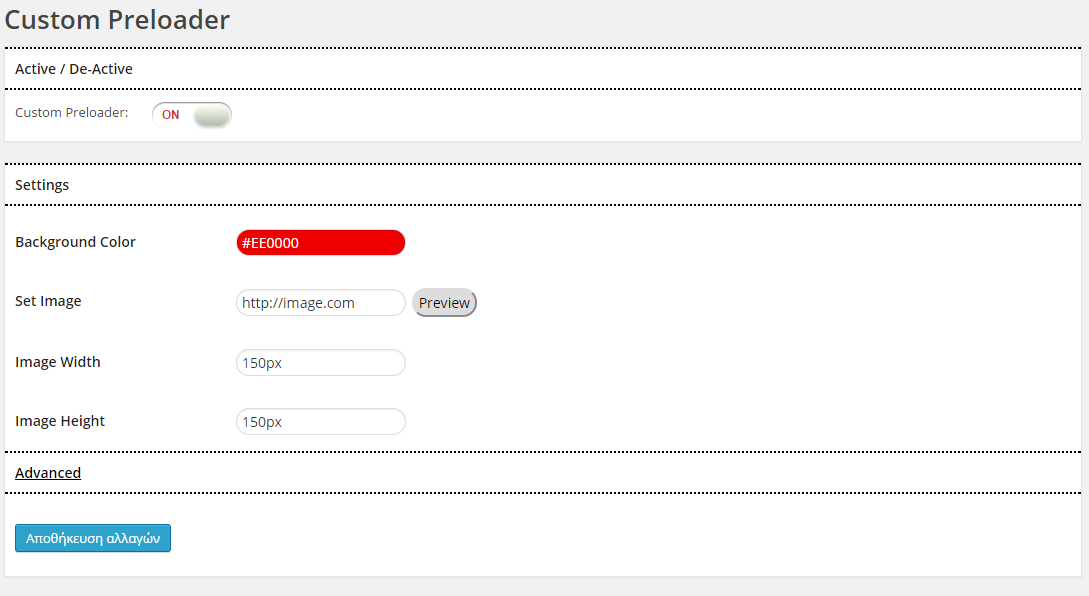 Custom Preloader
Active / De-Active
Custom Preloader: ON
Settings
Background Color #EE0000
Set Image http://image.com Preview
Image Width 150px
Image Height 150px
Advanced
Αποθήκευση αλλαγών